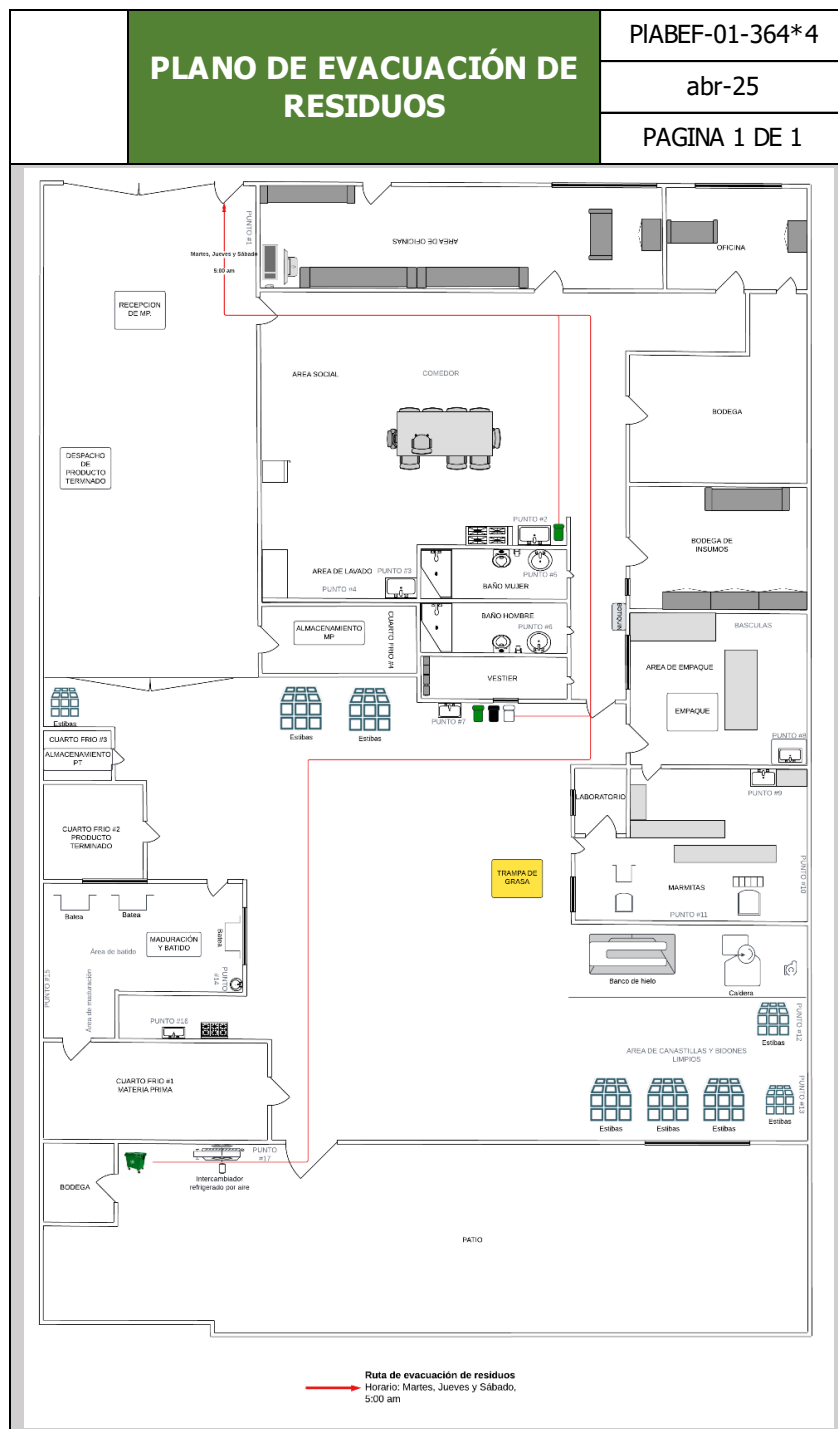 PLANO DE EVACUACIÓN DE
RESIDUOS
PlABEF-01-364*4
abr-25
PAGINA 1 DE 1
PUNTO #1
Martes, Jueves y Sábado
5:00 am
AREA DE OFICINAS
OFICINA
RECEPCION
DE MP.
AREA SOCIAL
COMEDOR
BODEGA
DESPACHO
DE
PRODUCTO
TERMNADO
PUNTO #2
BODEGA DE
INSUMOS
AREA DE LAVADO
PUNTO #3
PUNTO #4
PUNTO #5
BAÑO MUJER
BAÑO HOMBRE
PUNTO #6
BOTIQUIN
BASCULAS
ALMACENAMIENTO
MP
CUARTO FRIO #4
VESTIER
AREA DE EMPAQUE
EMPAQUE
Estibas
Estibas
Estibas
PUNTO #7
PUNTO #8
CUARTO FRIO #3
ALMACENAMIENTO
PT
LABORATORIO
PUNTO #9
CUARTO FRIO #2
PRODUCTO
TERMINADO
TRAMPA DE
GRASA
MARMITAS
PUNTO #10
PUNTO #11
Batea
Batea
Batea
MADURACIÓN
Y BATIDO
Área de batido
PUNTO
#14
PUNTO #15
Área de maduración
Banco de hielo
Caldera
PUNTO #16
Estibas
PUNTO #12
AREA DE CANASTILLAS Y BIDONES
LIMPIOS
CUARTO FRIO #1
MATERIA PRIMA
Estibas
Estibas
Estibas
Estibas
PUNTO #13
PUNTO
#17
Intercambiador
refrigerado por aire
BODEGA
PATIO
Ruta de evacuación de residuos
Horario: Martes, Jueves y Sábado,
5:00 am